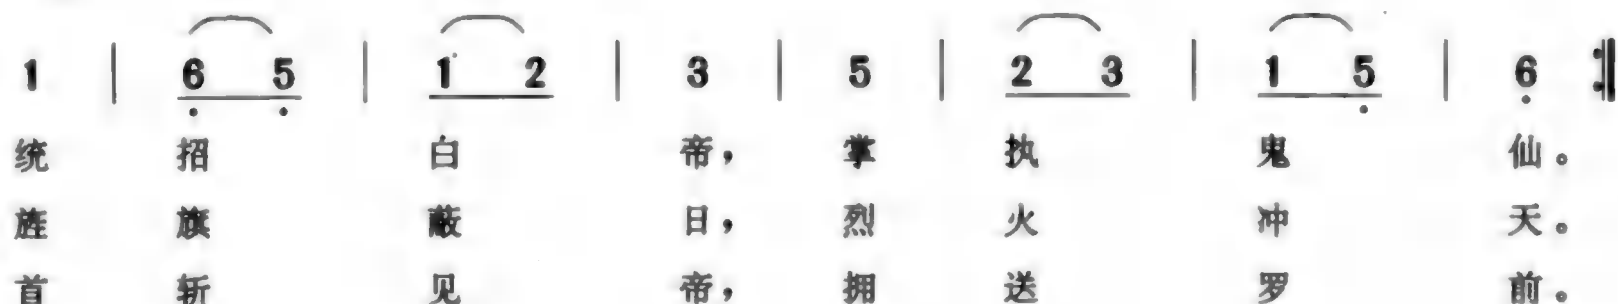 1 | 6̣ 5̣ | 1 2 | 3 | 5 | 2 3 | 1 5̣ | 6̣ :‖
统招白帝，掌执鬼仙。
旌旗蔽日，烈火冲天。
首斩见帝，拥送罗前。